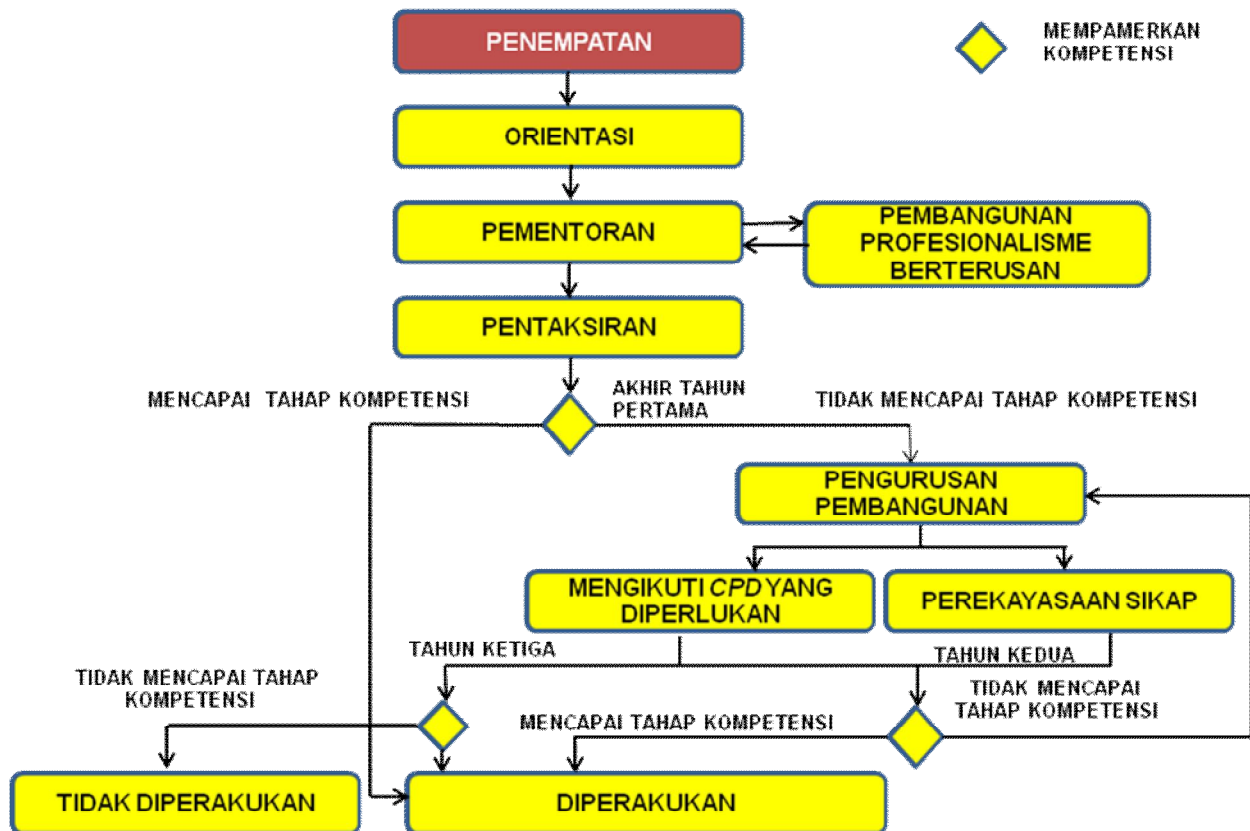 PENEMPATAN
MEMPAMERKAN
KOMPETENSI
ORIENTASI
PEMENTORAN
PEMBANGUNAN
PROFESIONALISME
BERTERUSAN
PENTAKSIRAN
MENCAPAI TAHAP KOMPETENSI
AKHIR TAHUN
PERTAMA
TIDAK MENCAPAI TAHAP KOMPETENSI
PENGURUSAN
PEMBANGUNAN
MENGIKUTI CPD YANG
DIPERLUKAN
PEREKAYASAAN SIKAP
TAHUN KETIGA
TAHUN KEDUA
TIDAK MENCAPAI TAHAP
KOMPETENSI
MENCAPAI TAHAP KOMPETENSI
TIDAK MENCAPAI
TAHAP KOMPETENSI
TIDAK DIPERAKUKAN
DIPERAKUKAN